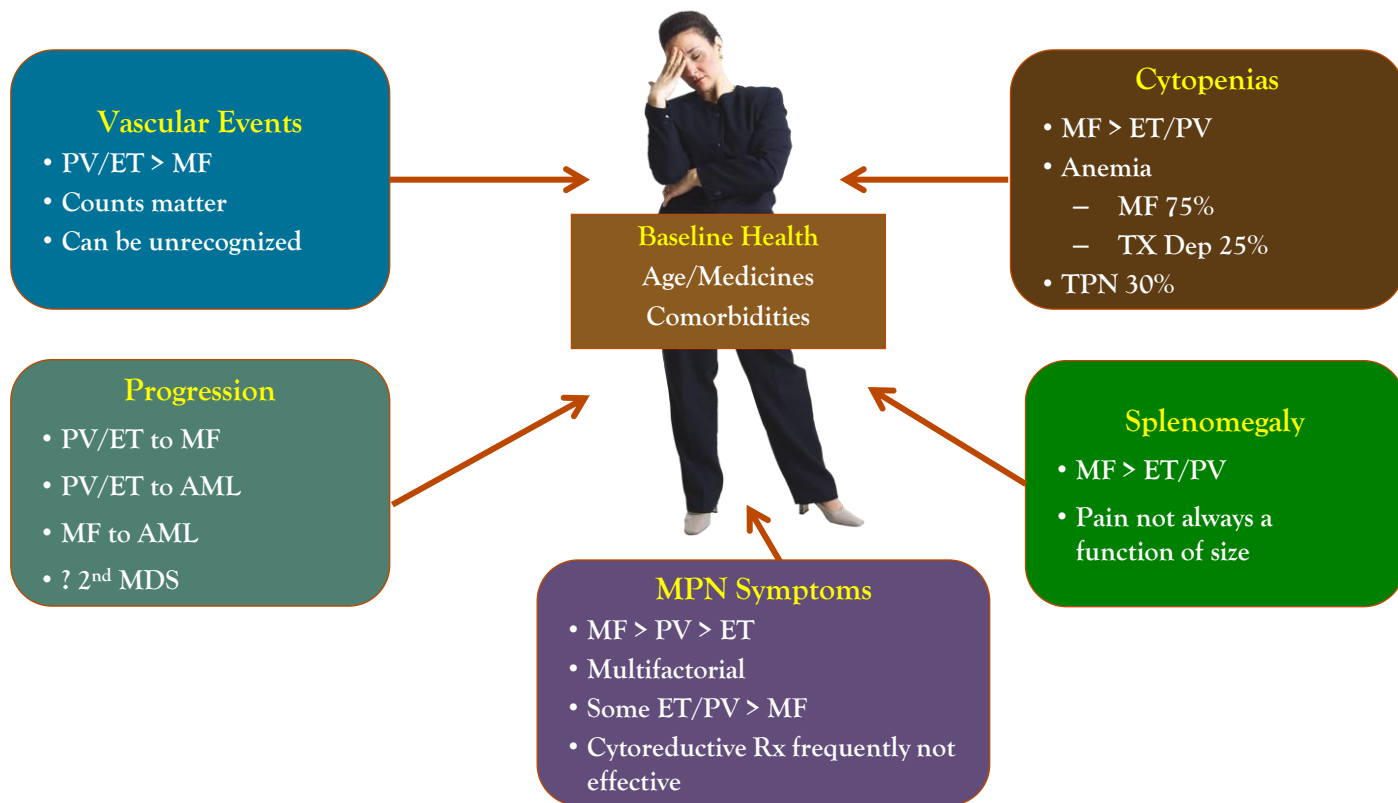 Vascular Events
• PV/ET > MF
• Counts matter
• Can be unrecognized
Cytopenias
• MF > ET/PV
• Anemia
– MF 75%
– TX Dep 25%
• TPN 30%
Baseline Health
Age/Medicines
Comorbidities
Progression
• PV/ET to MF
• PV/ET to AML
• MF to AML
• ? 2nd MDS
Splenomegaly
• MF > ET/PV
• Pain not always a
function of size
MPN Symptoms
• MF > PV > ET
• Multifactorial
• Some ET/PV > MF
• Cytoreductive Rx frequently not
effective